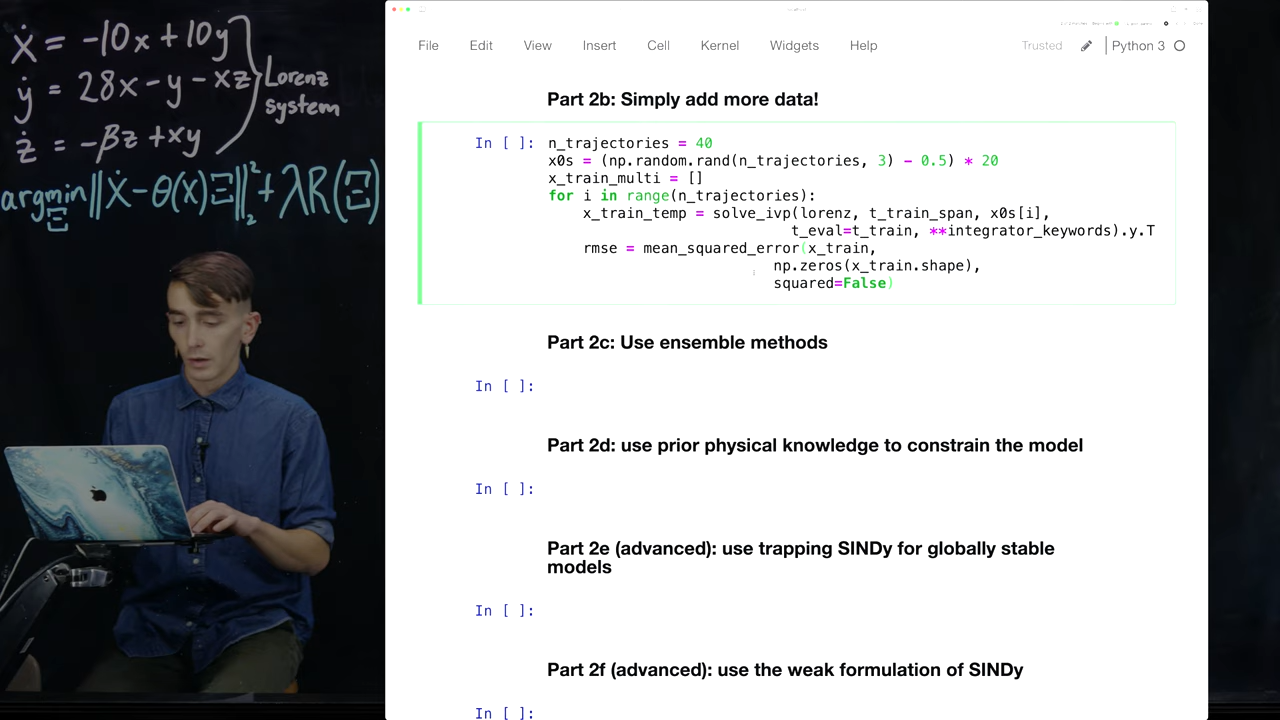 ẋ = -10x + 10y
ẏ = 28x - y - xz
ż = -βz + xy
Lorenz
system
argmin ‖Ẋ - Θ(X)Ξ‖₂² + λR(Ξ)
Ξ
File Edit View Insert Cell Kernel Widgets Help
Trusted
Python 3
Part 2b: Simply add more data!
In [ ]:
n_trajectories = 40
x0s = (np.random.rand(n_trajectories, 3) - 0.5) * 20
x_train_multi = []
for i in range(n_trajectories):
    x_train_temp = solve_ivp(lorenz, t_train_span, x0s[i],
                            t_eval=t_train, **integrator_keywords).y.T
    rmse = mean_squared_error(x_train,
                          np.zeros(x_train.shape),
                          squared=False)
Part 2c: Use ensemble methods
In [ ]:
Part 2d: use prior physical knowledge to constrain the model
In [ ]:
Part 2e (advanced): use trapping SINDy for globally stable
models
In [ ]:
Part 2f (advanced): use the weak formulation of SINDy
In [ ]: